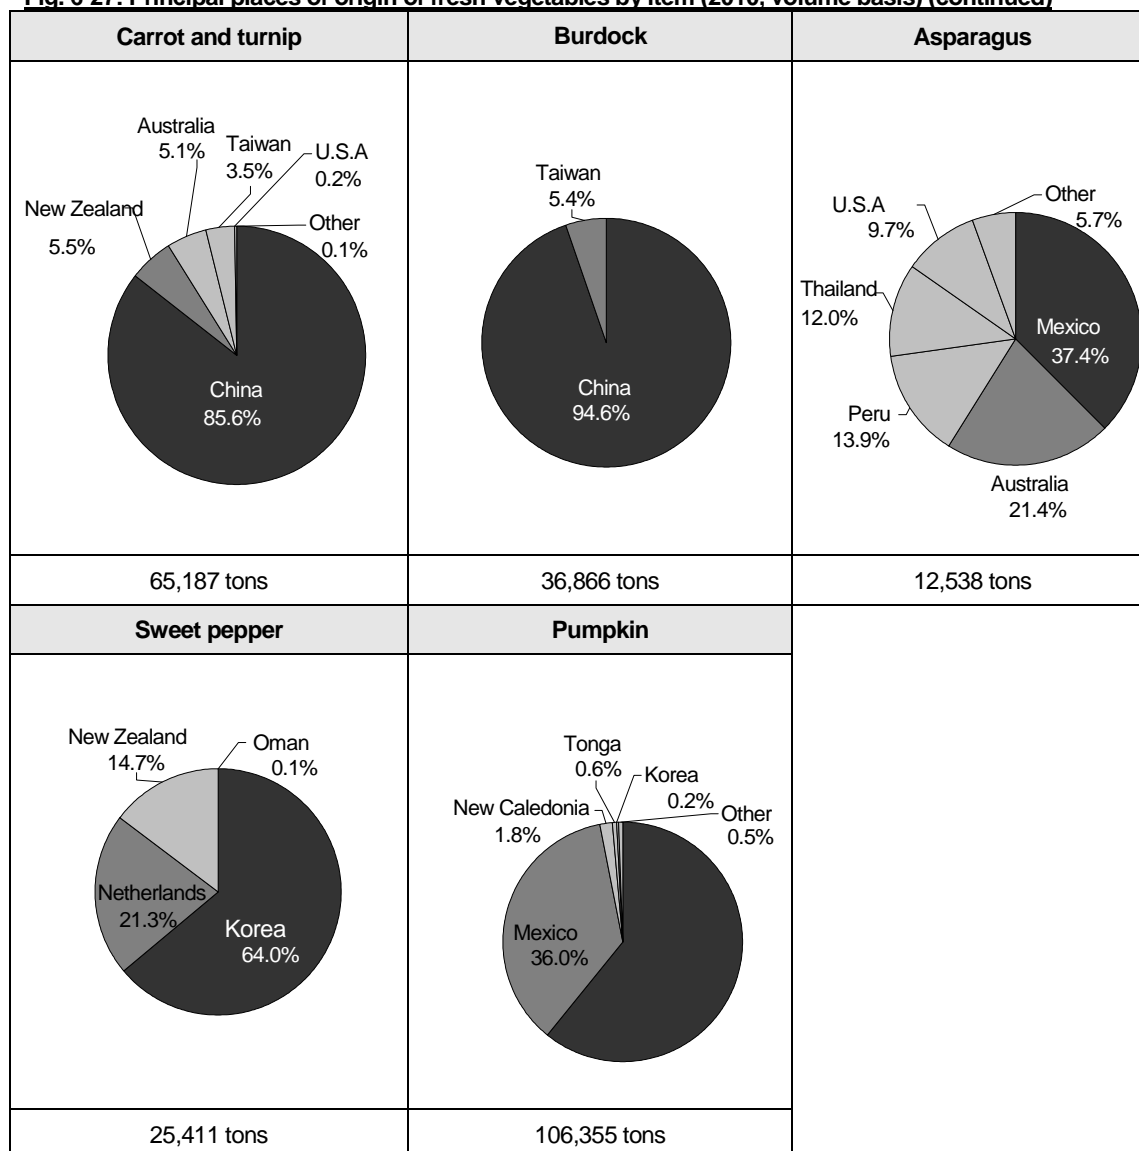 Fig. 6-27: Principal places of origin of fresh vegetables by item (2010, volume basis) (continued)
Carrot and turnip
Burdock
Asparagus
Australia
5.1%
Taiwan
3.5%
U.S.A
0.2%
New Zealand
5.5%
Other
0.1%
China
85.6%
Taiwan
5.4%
China
94.6%
U.S.A
9.7%
Other
5.7%
Thailand
12.0%
Mexico
37.4%
Peru
13.9%
Australia
21.4%
65,187 tons
36,866 tons
12,538 tons
Sweet pepper
Pumpkin
New Zealand
14.7%
Oman
0.1%
Netherlands
21.3%
Korea
64.0%
Tonga
0.6%
Korea
0.2%
New Caledonia
1.8%
Other
0.5%
Mexico
36.0%
25,411 tons
106,355 tons